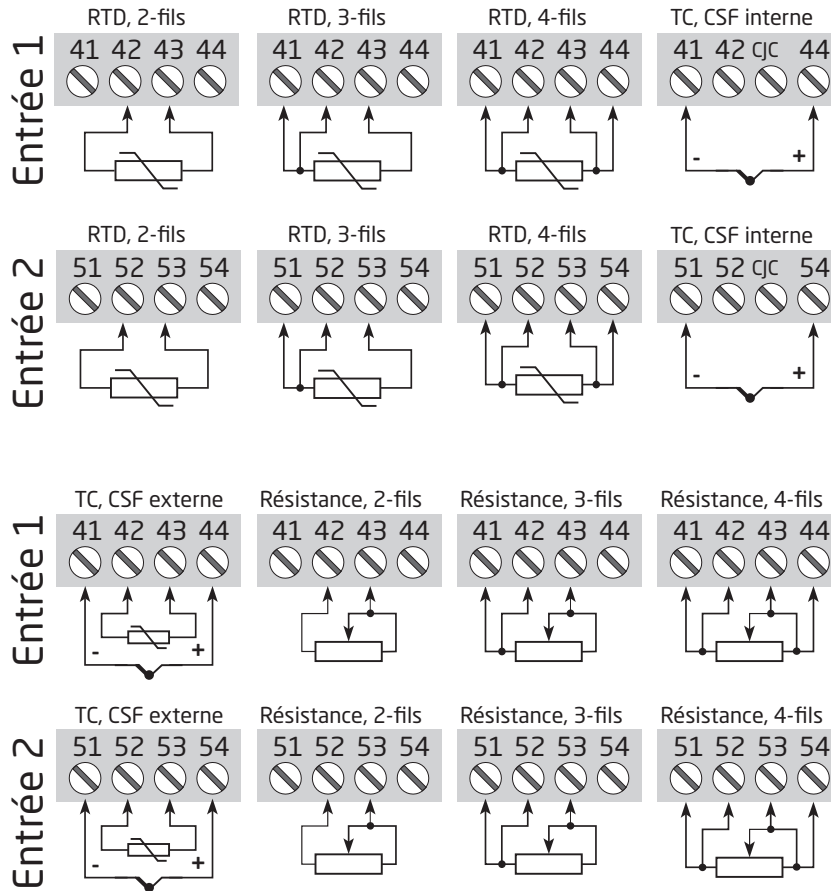 Entrée 1
RTD, 2-fils
41 42 43 44
RTD, 3-fils
41 42 43 44
RTD, 4-fils
41 42 43 44
TC, CSF interne
41 42 CJC 44
- +
Entrée 2
RTD, 2-fils
51 52 53 54
RTD, 3-fils
51 52 53 54
RTD, 4-fils
51 52 53 54
TC, CSF interne
51 52 CJC 54
- +
Entrée 1
TC, CSF externe
41 42 43 44
- +
Résistance, 2-fils
41 42 43 44
Résistance, 3-fils
41 42 43 44
Résistance, 4-fils
41 42 43 44
Entrée 2
TC, CSF externe
51 52 53 54
- +
Résistance, 2-fils
51 52 53 54
Résistance, 3-fils
51 52 53 54
Résistance, 4-fils
51 52 53 54